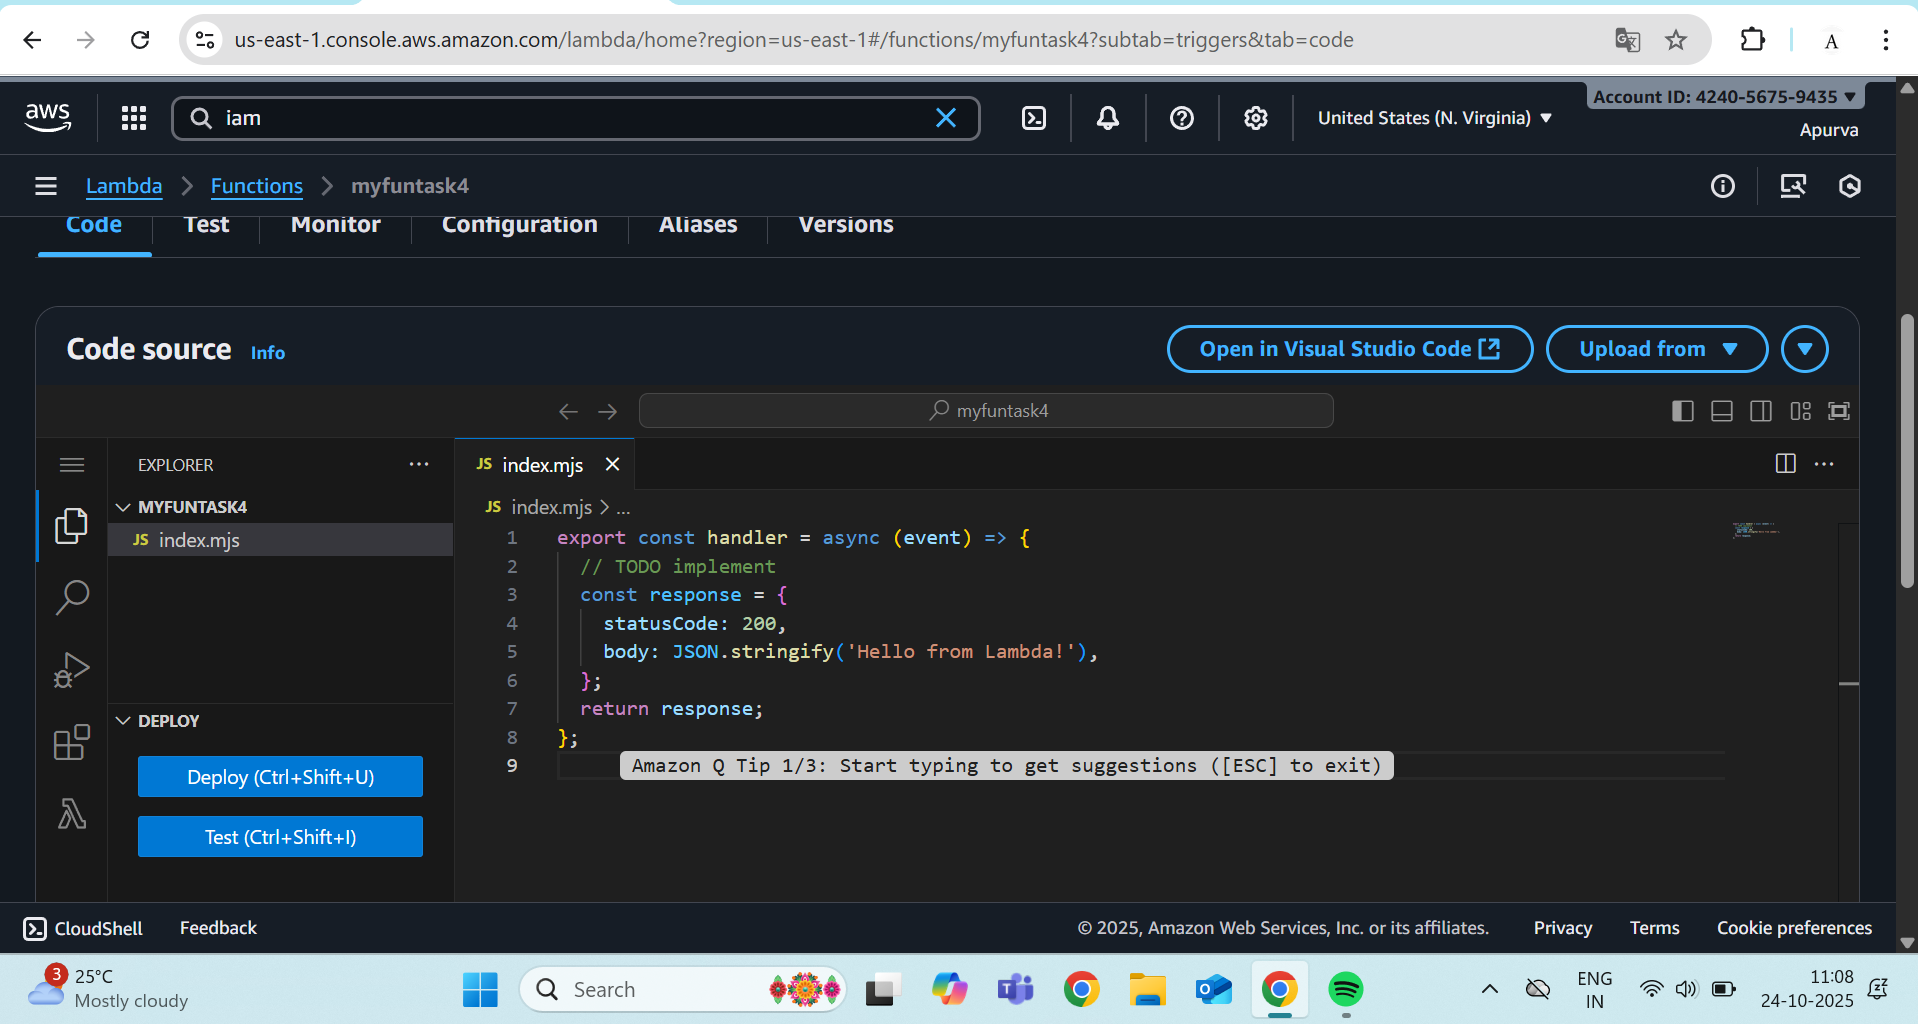 us-east-1.console.aws.amazon.com/lambda/home?region=us-east-1#/functions/myfuntask4?subtab=triggers&tab=code
A
aws
iam
United States (N. Virginia)
Account ID: 4240-5675-9435
Apurva
Lambda > Functions > myfuntask4
Code Test Monitor Configuration Aliases Versions
Code source Info
Open in Visual Studio Code
Upload from
myfuntask4
EXPLORER
JS index.mjs
MYFUNTASK4
JS index.mjs > ...
JS index.mjs
1 export const handler = async (event) => {
2 // TODO implement
3 const response = {
4 statusCode: 200,
5 body: JSON.stringify('Hello from Lambda!'),
6 };
7 return response;
8 };
9 Amazon Q Tip 1/3: Start typing to get suggestions ([ESC] to exit)
DEPLOY
Deploy (Ctrl+Shift+U)
Test (Ctrl+Shift+I)
CloudShell Feedback © 2025, Amazon Web Services, Inc. or its affiliates. Privacy Terms Cookie preferences
3
25°C
Mostly cloudy
Search
ENG
IN
11:08
24-10-2025